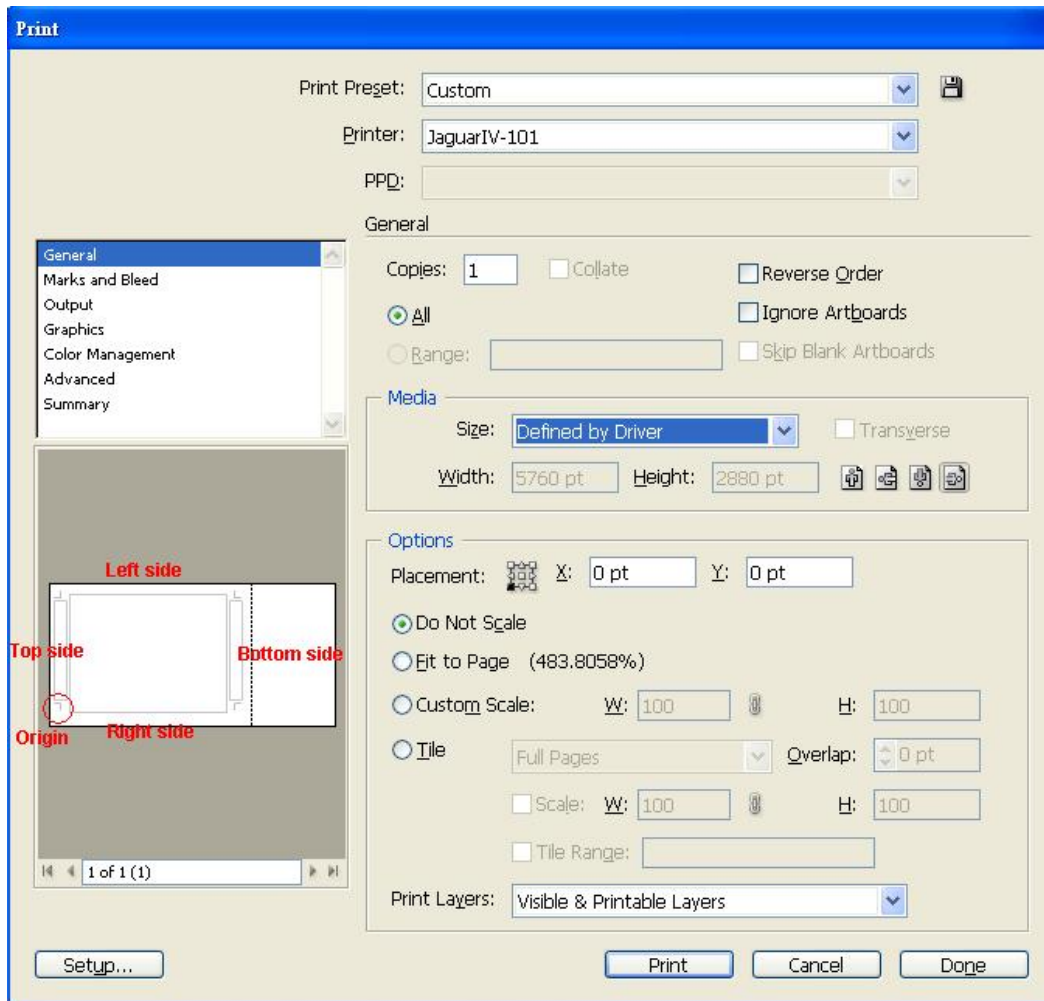 Print
Print Preset: Custom
Printer: JaguarIV-101
PPD:
General
Marks and Bleed
Output
Graphics
Color Management
Advanced
Summary
General
Copies: 1 Collate Reverse Order
All Ignore Artboards
Range: Skip Blank Artboards
Media
Size: Defined by Driver Transverse
Width: 5760 pt Height: 2880 pt
Left side
Top side Bottom side
Origin Right side
1 of 1 (1)
Options
Placement: X: 0 pt Y: 0 pt
Do Not Scale
Fit to Page (483.8058%)
Custom Scale: W: 100 H: 100
Tile Full Pages Overlap: 0 pt
Scale: W: 100 H: 100
Tile Range:
Print Layers: Visible & Printable Layers
Setup... Print Cancel Done